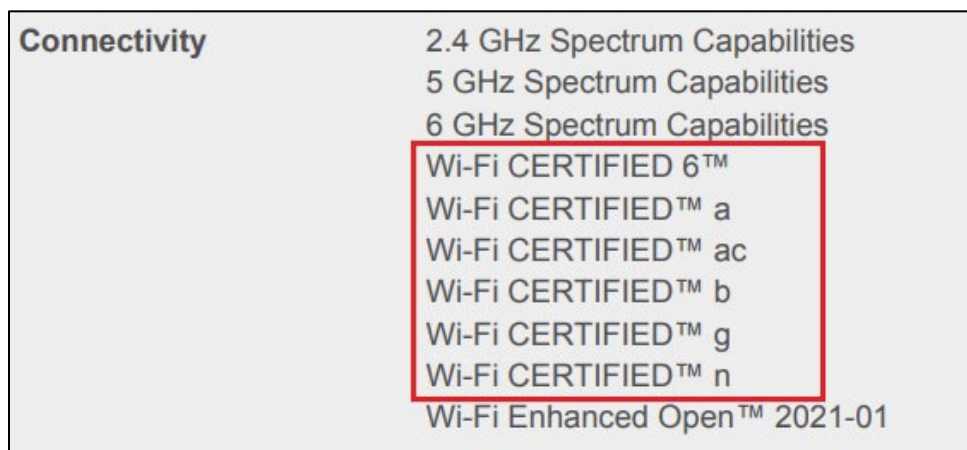 Connectivity
2.4 GHz Spectrum Capabilities
5 GHz Spectrum Capabilities
6 GHz Spectrum Capabilities
Wi-Fi CERTIFIED 6™
Wi-Fi CERTIFIED™ a
Wi-Fi CERTIFIED™ ac
Wi-Fi CERTIFIED™ b
Wi-Fi CERTIFIED™ g
Wi-Fi CERTIFIED™ n
Wi-Fi Enhanced Open™ 2021-01